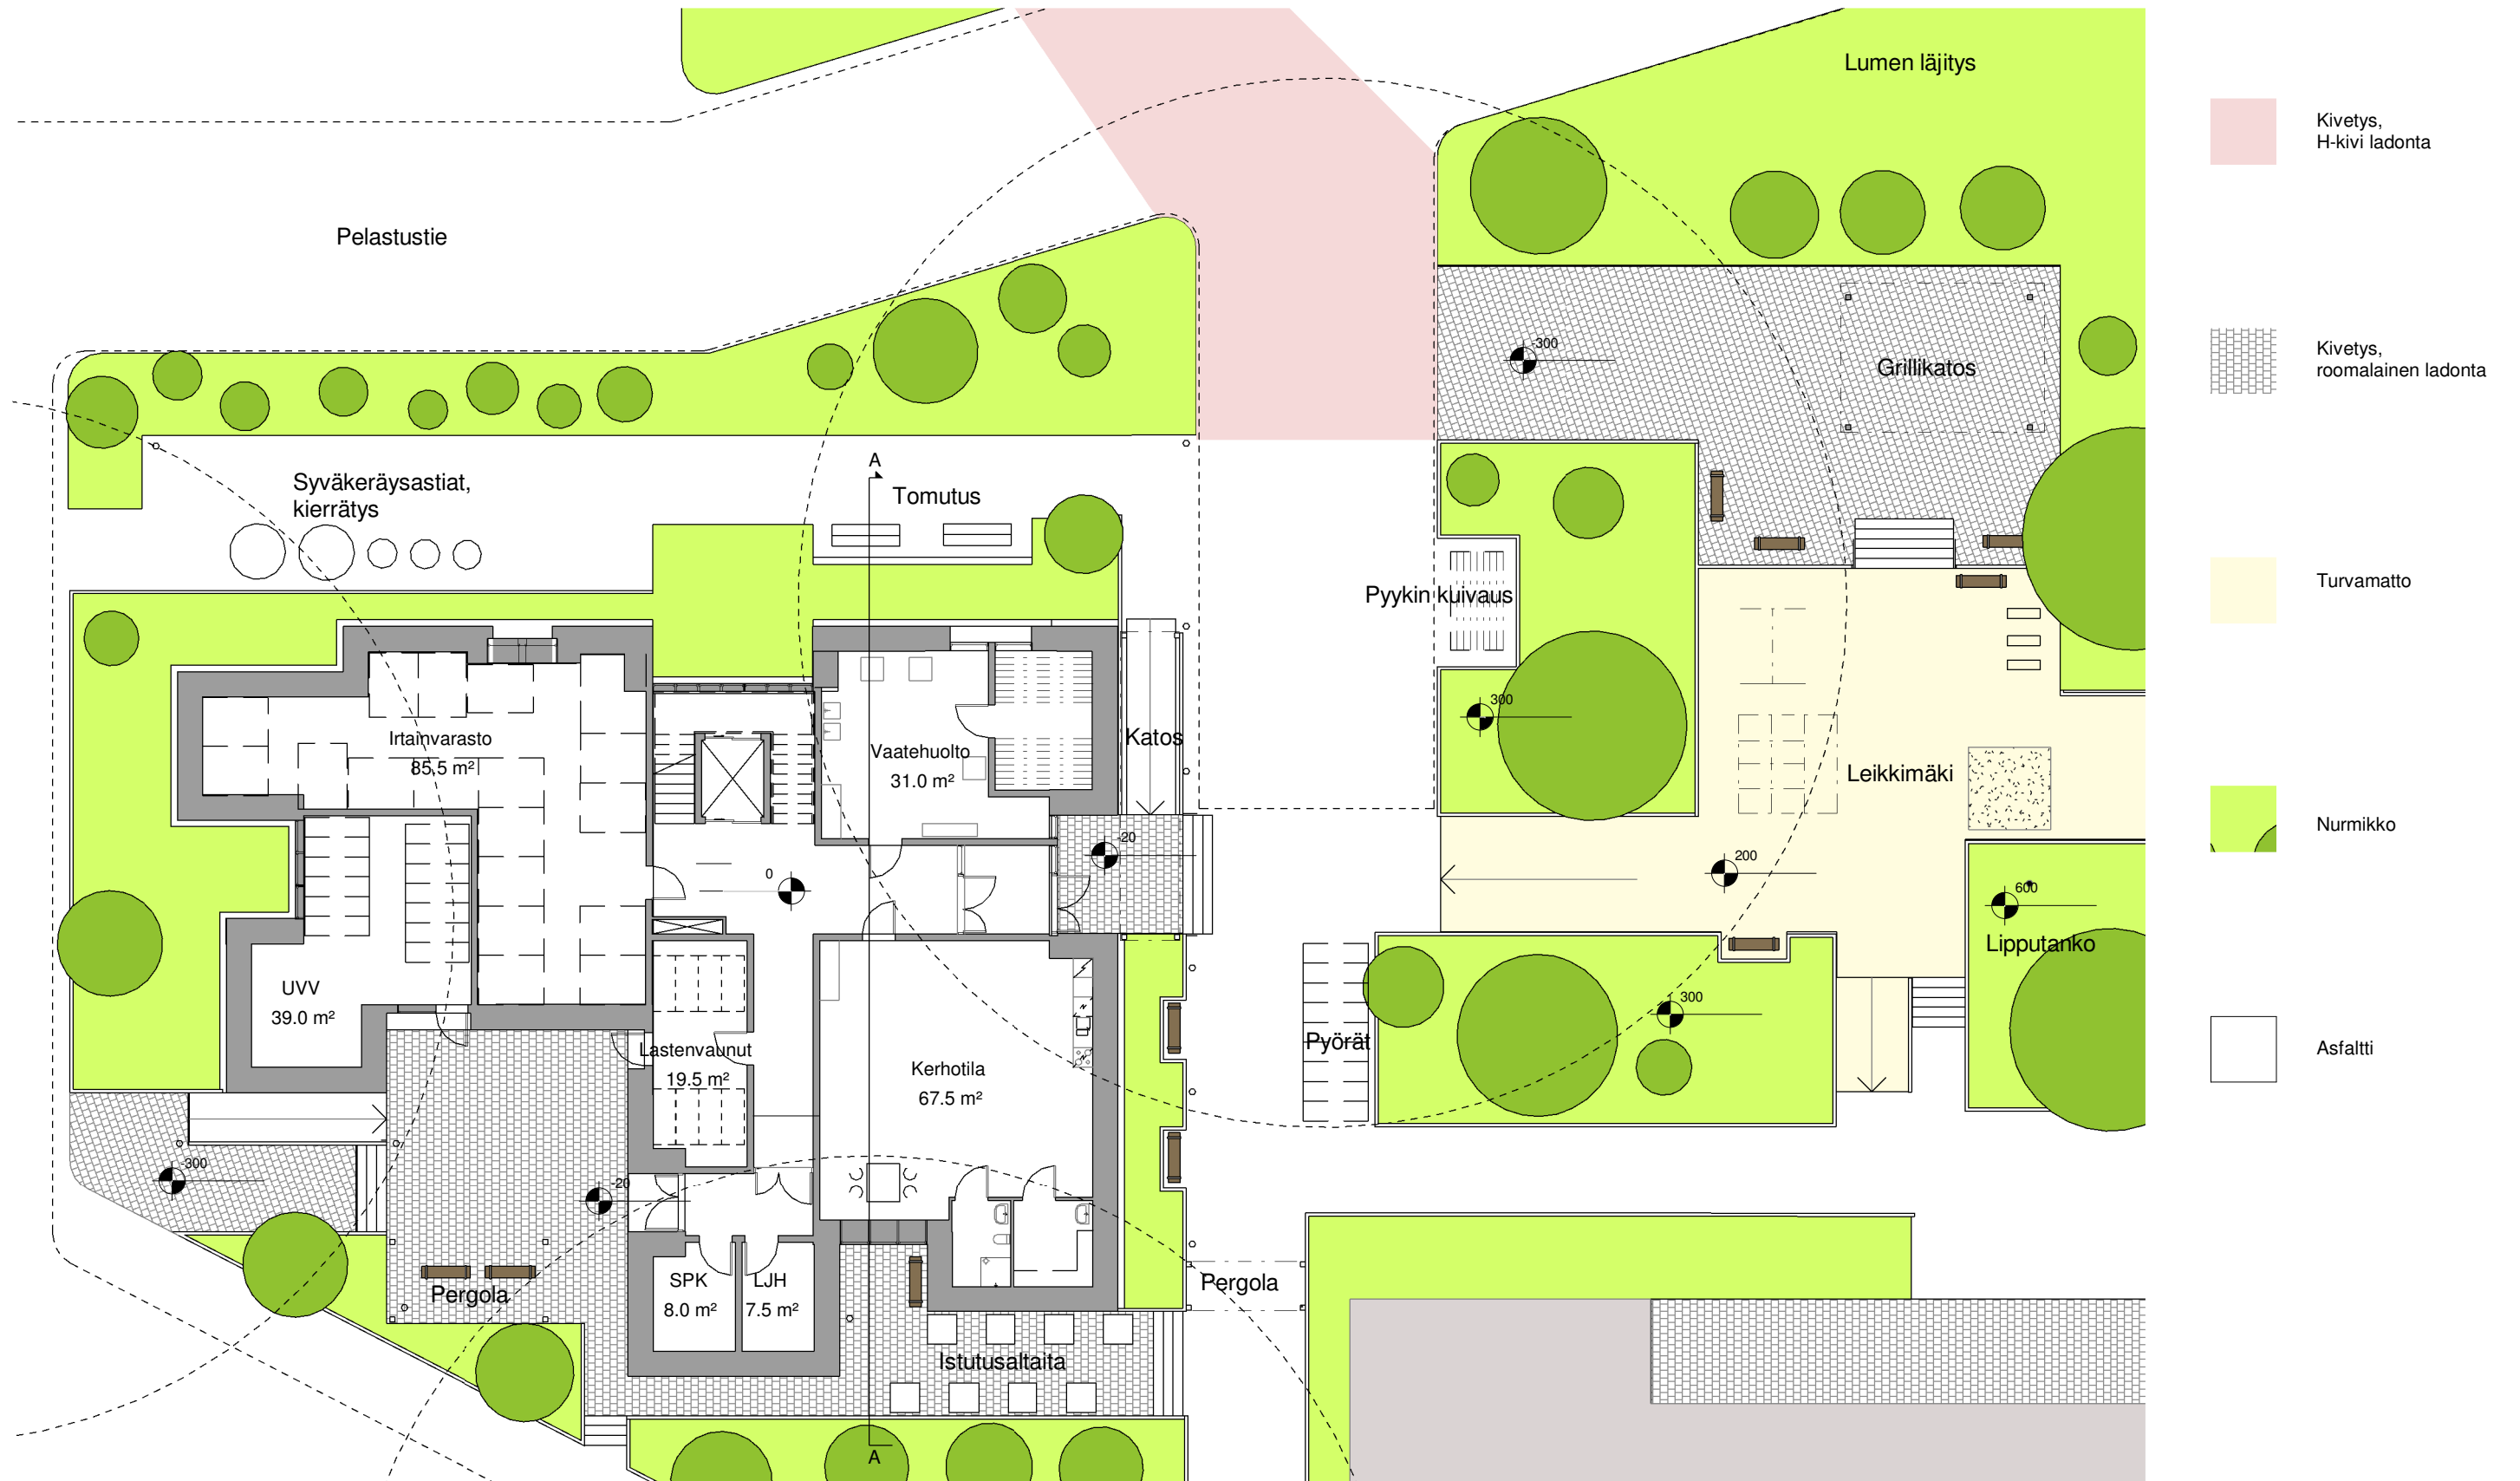 Lumen läjitys
Kivetys,
H-kivi ladonta
Pelastustie
-300
Grillikatos
Kivetys,
roomalainen ladonta
A
Syväkeräysastiat,
kierrätys
Tomutus
Pyykin kuivaus
Turvamatto
300
Irtainvarasto
85.5 m²
Vaatehuolto
31.0 m²
Katos
Leikkimäki
-20
0
200
Nurmikko
600
Lipputanko
UVV
39.0 m²
300
Pyörät
Asfaltti
Lastenvaunut
19.5 m²
Kerhotila
67.5 m²
-300
-20
SPK
8.0 m²
LJH
7.5 m²
Pergola
Pergola
Istutusaltaita
A